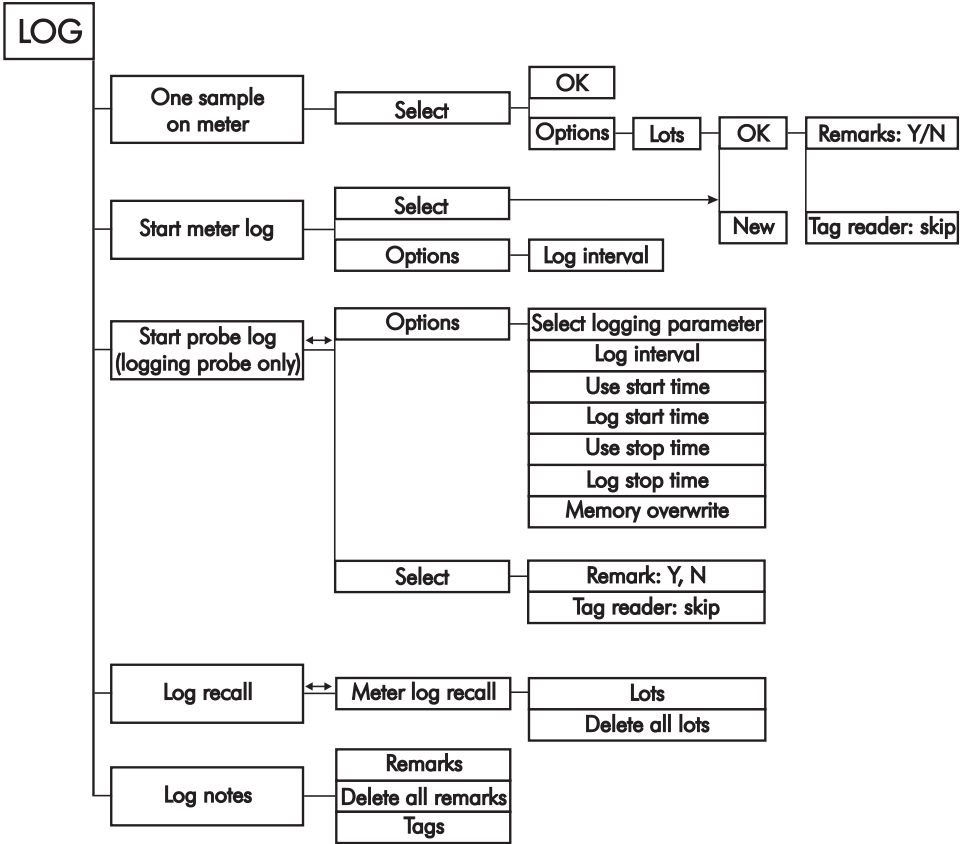 LOG
One sample
on meter
Select
OK
Options
Lots
OK
Remarks: Y/N
New
Tag reader: skip
Start meter log
Select
Options
Log interval
Start probe log
(logging probe only)
Options
Select logging parameter
Log interval
Use start time
Log start time
Use stop time
Log stop time
Memory overwrite
Select
Remark: Y, N
Tag reader: skip
Log recall
Meter log recall
Lots
Delete all lots
Log notes
Remarks
Delete all remarks
Tags